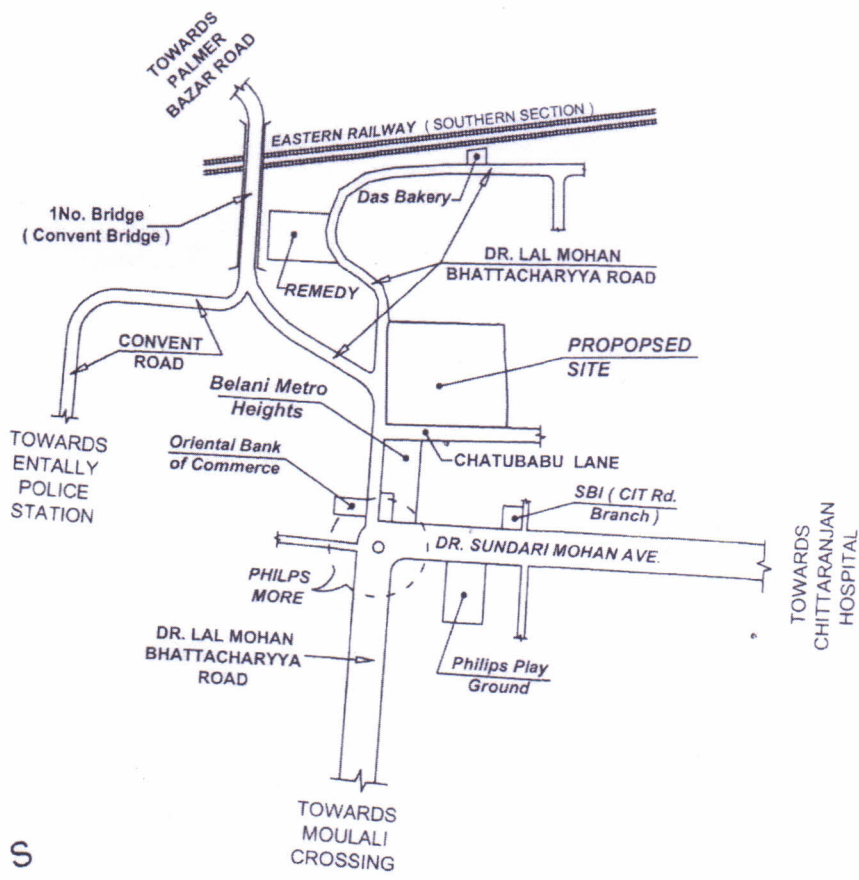 TOWARDS
PALMER
BAZAR ROAD
EASTERN RAILWAY ( SOUTHERN SECTION )
Das Bakery
1No. Bridge
( Convent Bridge )
REMEDY
DR. LAL MOHAN
BHATTACHARYYA ROAD
CONVENT
ROAD
PROPOPSED
SITE
Belani Metro
Heights
TOWARDS
ENTALLY
POLICE
STATION
Oriental Bank
of Commerce
CHATUBABU LANE
SBI ( CIT Rd.
Branch )
DR. SUNDARI MOHAN AVE.
TOWARDS
CHITTARANJAN
HOSPITAL
PHILPS
MORE
DR. LAL MOHAN
BHATTACHARYYA
ROAD
Philips Play
Ground
TOWARDS
MOULALI
CROSSING
S